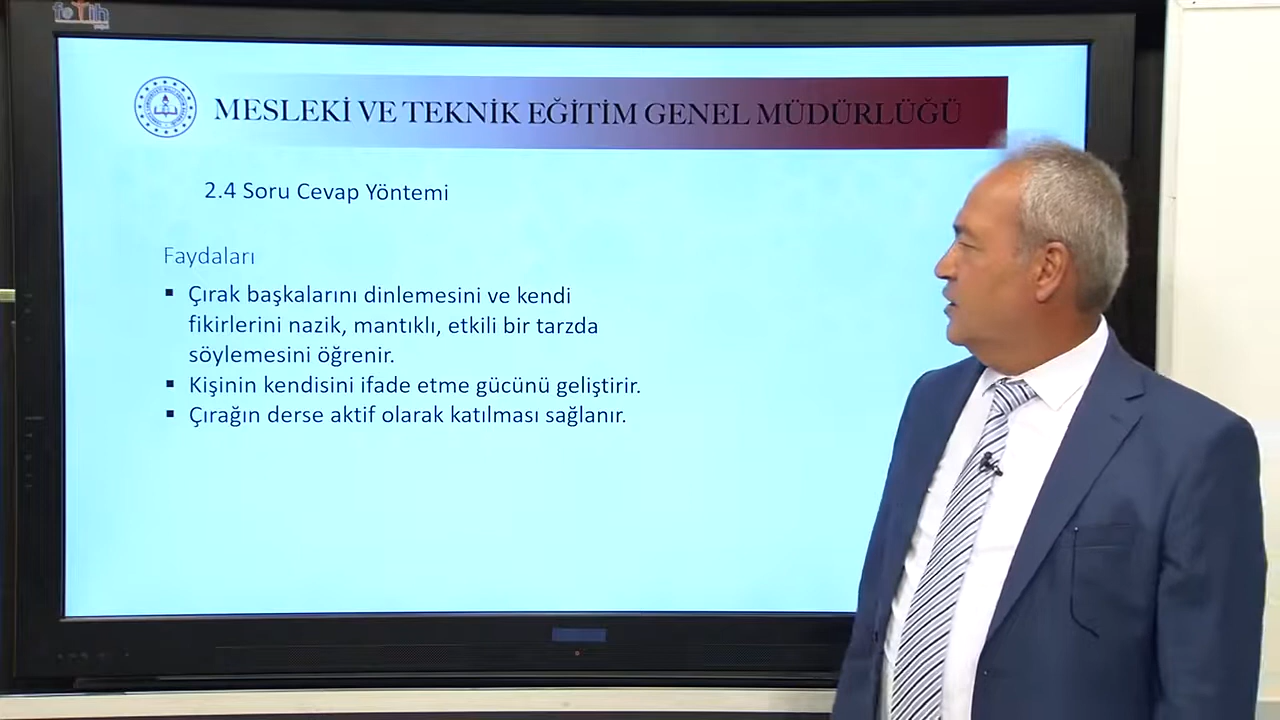 fatih
MESLEKİ VE TEKNİK EĞİTİM GENEL MÜDÜRLÜĞÜ
2.4 Soru Cevap Yöntemi
Faydaları
▪ Çırak başkalarını dinlemesini ve kendi
fikirlerini nazik, mantıklı, etkili bir tarzda
söylemesini öğrenir.
▪ Kişinin kendisini ifade etme gücünü geliştirir.
▪ Çırağın derse aktif olarak katılması sağlanır.